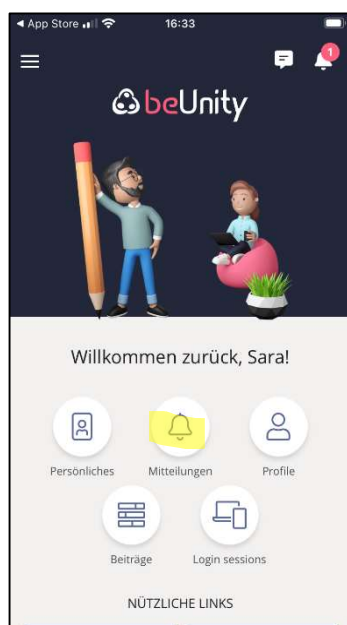 App Store 16:33
1
beUnity
Willkommen zurück, Sara!
Persönliches Mitteilungen Profile
Beiträge Login sessions
NÜTZLICHE LINKS